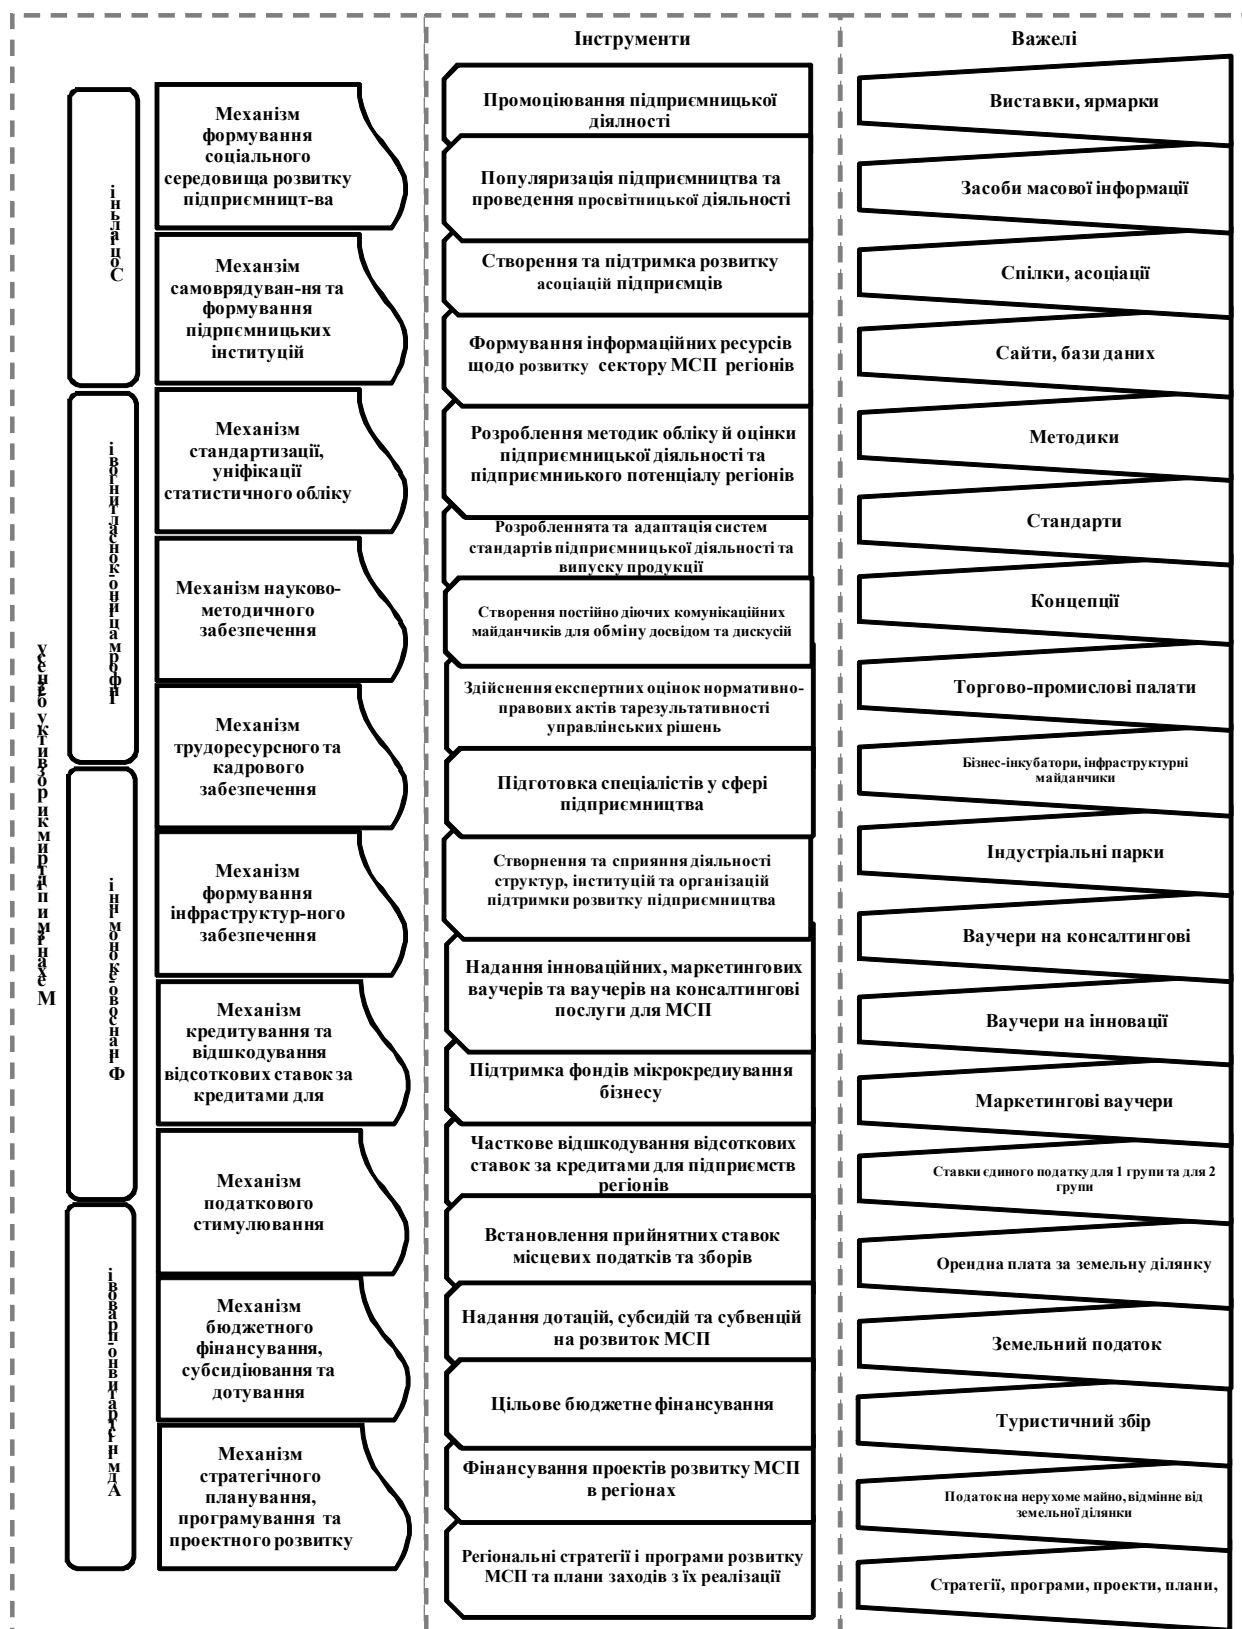 Механізми підтримки розвитку бізнесу
Соціальні
Інформаційно-консалтингові
Фінансово-економічні
Адміністративно-правові
Механізм
формування
соціального
середовища розвитку
підприємницт-ва
Механзім
самоврядуван-ня та
формування
підрпємницьких
інституцій
Механізм
стандартизації,
уніфікації
статистичного обліку
Механізм науково-
методичного
забезпечення
Механізм
трудоресурсного та
кадрового
забезпечення
Механізм
формування
інфраструктур-ного
забезпечення
Механізм
кредитування та
відшкодування
відсоткових ставок за
кредитами для
Механізм
податкового
стимулювання
Механізм
бюджетного
фінансування,
субсидіювання та
дотування
Механізм
стратегічного
планування,
програмування та
проектного розвитку
Інструменти
Промоціювання підприємницької
діялності
Популяризація підприємництва та
проведення просвітницької діяльності
Створення та підтримка розвитку
асоціацій підприємців
Формування інформаційних ресурсів
щодо розвитку сектору МСП регіонів
Розроблення методик обліку й оцінки
підприємницької діяльності та
підприємниького потенціалу регіонів
Розробленнята та адаптація систем
стандартів підприємницької діяльності та
випуску продукції
Створення постійно діючих комунікаційних
майданчиків для обміну досвідом та дискусій
Здійснення експертних оцінок нормативно-
правових актів тарезультативності
управлінських рішень
Підготовка спеціалістів у сфері
підприємництва
Створнення та сприяння діяльності
структур, інституцій та організацій
підтримки розвитку підприємництва
Надання інноваційних, маркетингових
ваучерів та ваучерів на консалтингові
послуги для МСП
Підтримка фондів мікрокредиування
бізнесу
Часткове відшкодування відсоткових
ставок за кредитами для підприємств
регіонів
Встановлення прийнятних ставок
місцевих податків та зборів
Надання дотацій, субсидій та субвенцій
на розвиток МСП
Цільове бюджетне фінансування
Фінансування проектів розвитку МСП
в регіонах
Регіональні стратегії і програми розвитку
МСП та плани заходів з їх реалізації
Важелі
Виставки, ярмарки
Засоби масової інформації
Спілки, асоціації
Сайти, бази даних
Методики
Стандарти
Концепції
Торгово-промислові палати
Бізнес-інкубатори, інфраструктурні
майданчики
Індустріальні парки
Ваучери на консалтингові
Ваучери на інновації
Маркетингові ваучери
Ставки єдиного податку для 1 групи та для 2
групи
Орендна плата за земельну ділянку
Земельний податок
Туристичний збір
Податок на нерухоме майно, відмінне від
земельної ділянки
Стратегії, програми, проекти, плани,